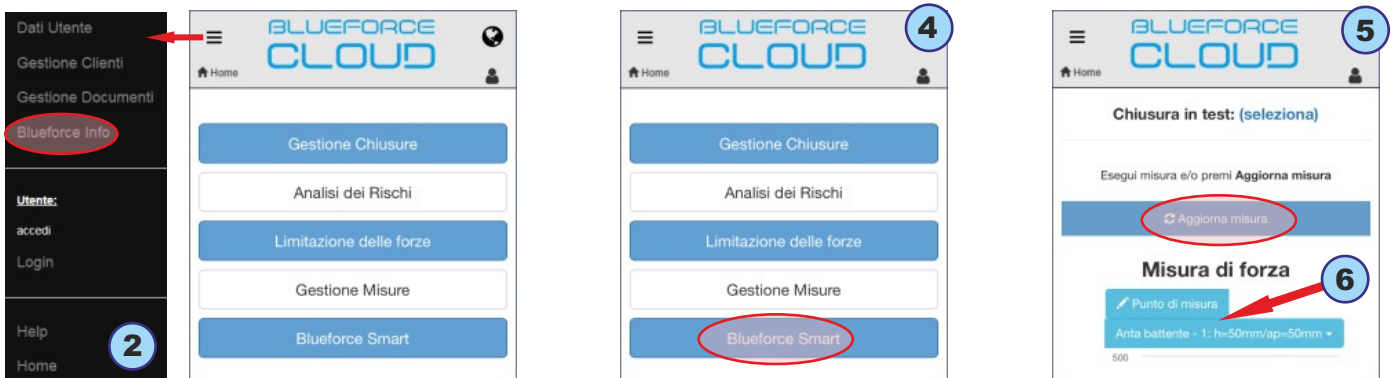 Dati Utente
Gestione Clienti
Gestione Documenti
Blueforce Info
Utente:
accedi
Login
Help
Home
2
BLUEFORCE
CLOUD
Home
Gestione Chiusure
Analisi dei Rischi
Limitazione delle forze
Gestione Misure
Blueforce Smart
4
BLUEFORCE
CLOUD
Home
Gestione Chiusure
Analisi dei Rischi
Limitazione delle forze
Gestione Misure
Blueforce Smart
5
BLUEFORCE
CLOUD
Home
Chiusura in test: (seleziona)
Esegui misura e/o premi Aggiorna misura
Aggiorna misura
Misura di forza
6
Punto di misura
Anta battente - 1: h=50mm/ap=50mm
500